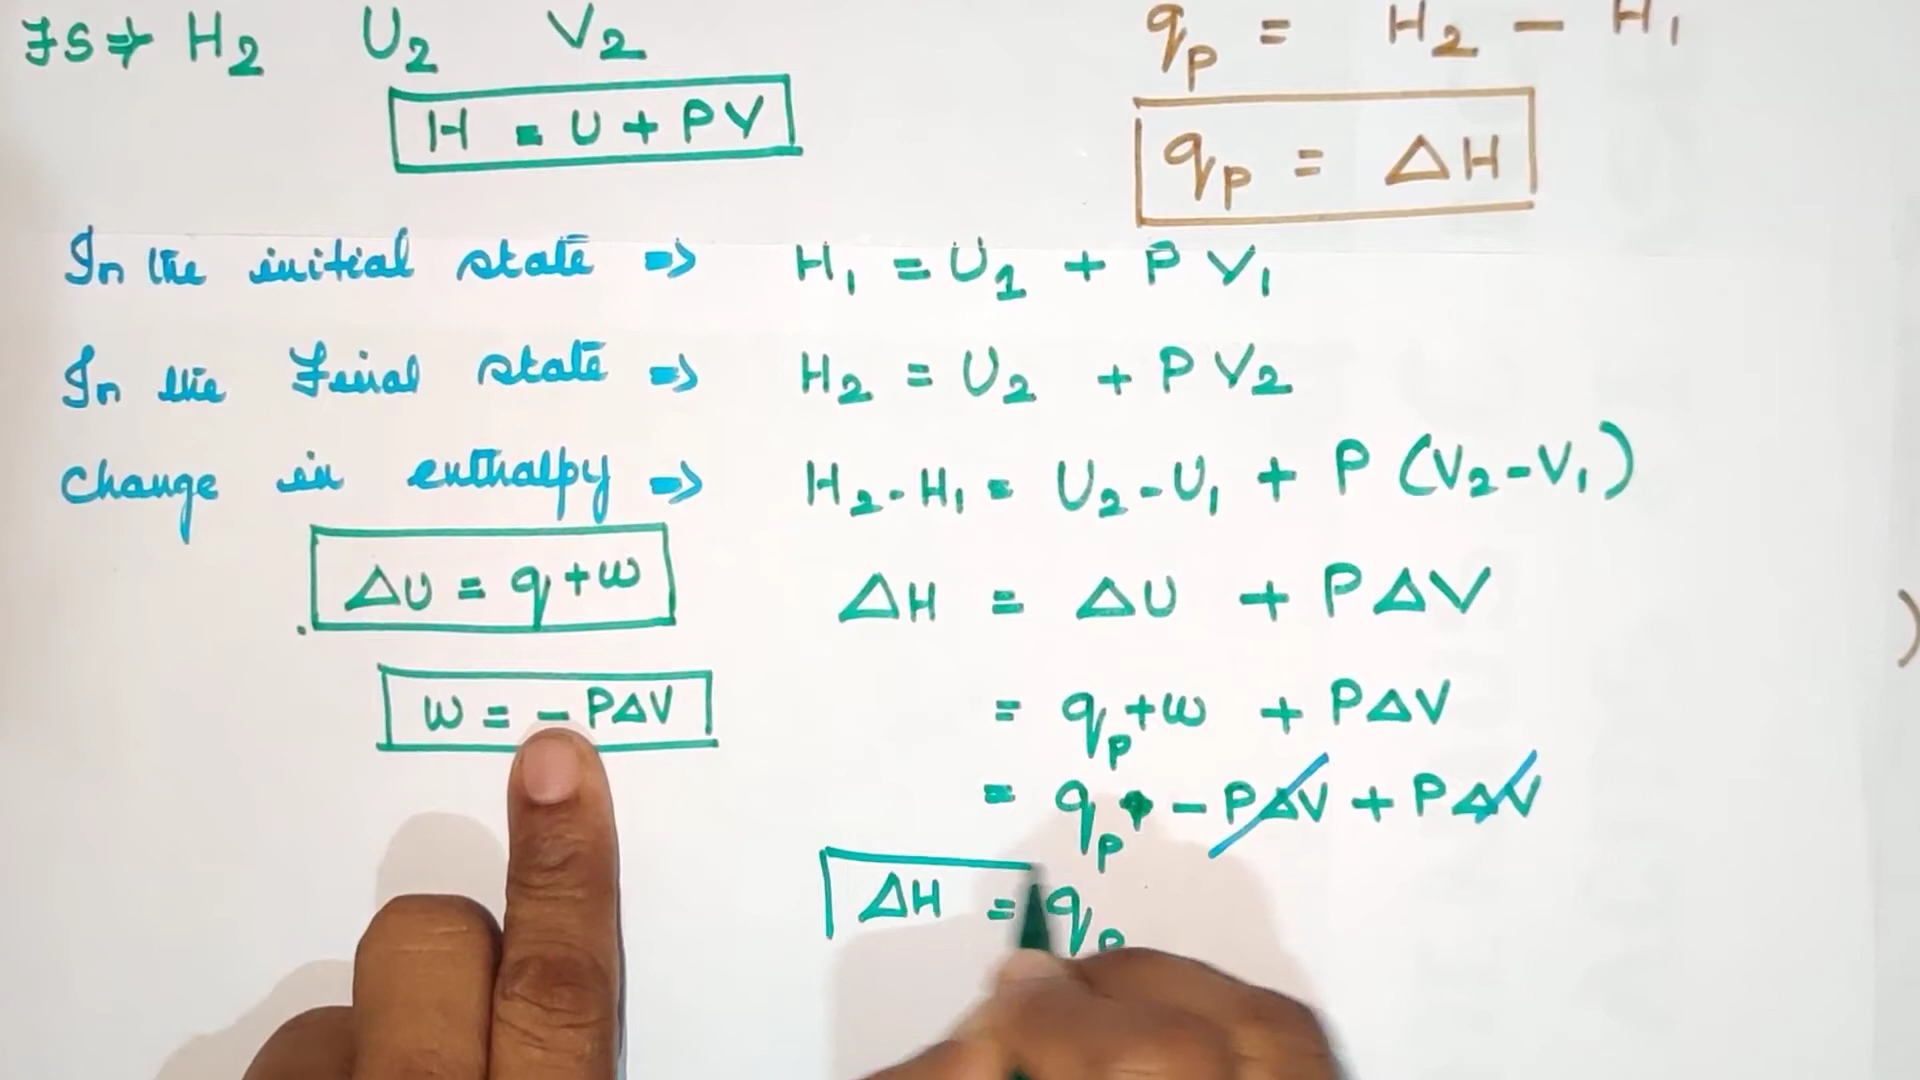 FS⇒ H₂ U₂ V₂
H = U + PV
qₚ = H₂ − H₁
qₚ = ΔH
In the initial state ⇒ H₁ = U₁ + PV₁
In the Final state ⇒ H₂ = U₂ + PV₂
Change in enthalpy ⇒ H₂-H₁ = U₂-U₁ + P(V₂-V₁)
ΔU = q+w
ΔH = ΔU + PΔV
w = -PΔV
= qₚ+w + PΔV
= qₚ - PΔV + PΔV
ΔH = qₚ
)